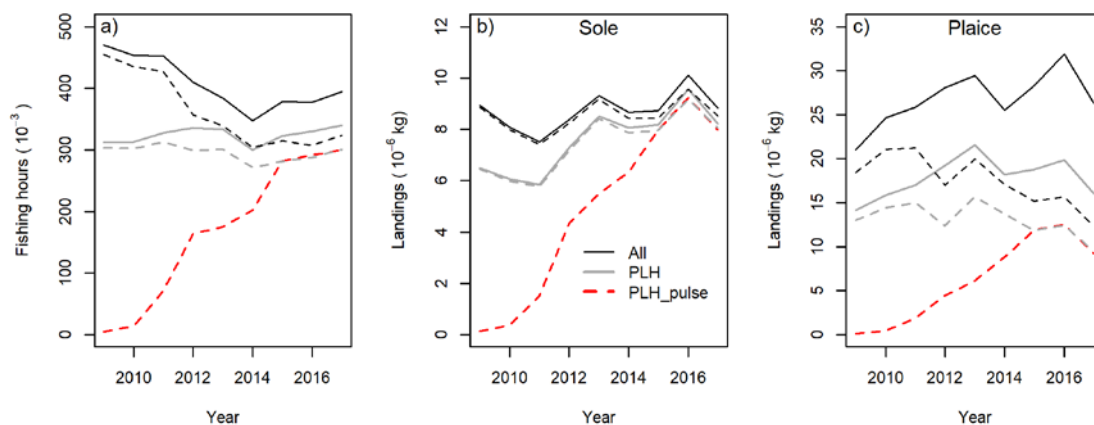 a)
Fishing hours ( 10⁻³)
500
400
300
200
100
0
2010 2012 2014 2016
Year
b) Sole
Landings ( 10⁻⁶ kg)
12
10
8
6
4
2
0
All
PLH
PLH_pulse
2010 2012 2014 2016
Year
c) Plaice
Landings ( 10⁻⁶ kg)
35
30
25
20
15
10
5
0
2010 2012 2014 2016
Year